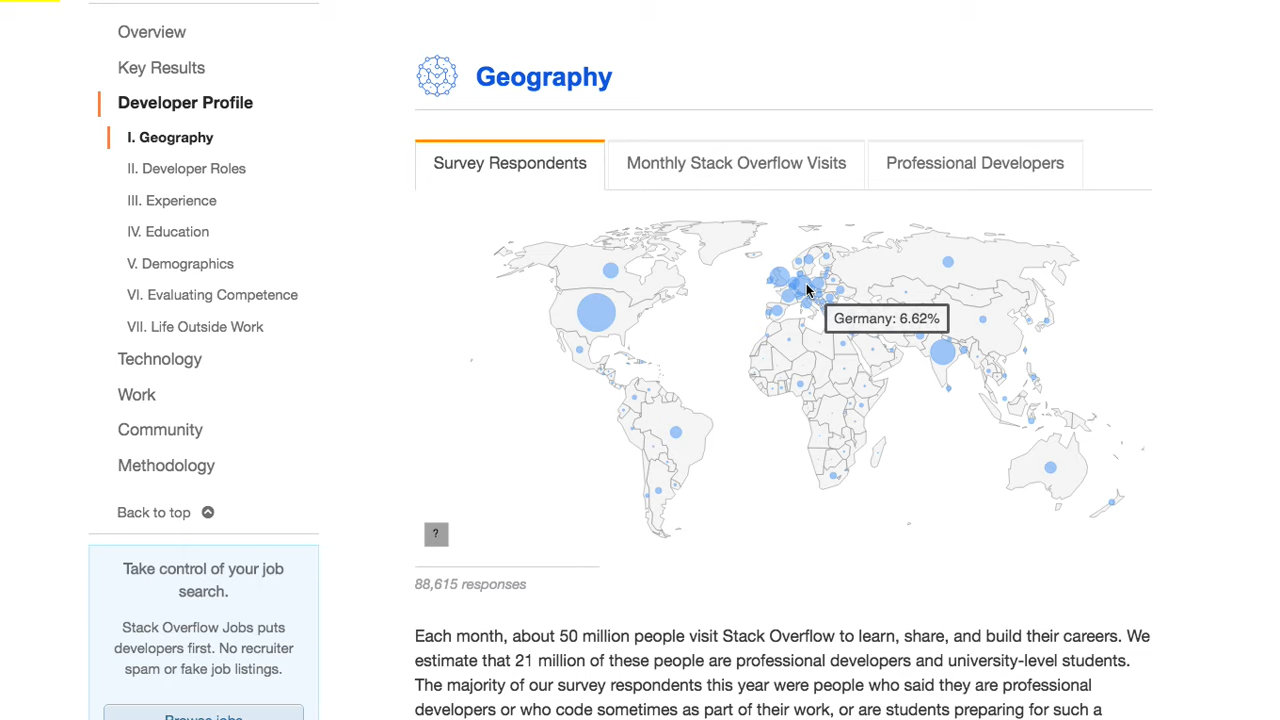 Overview
Key Results
Developer Profile
I. Geography
II. Developer Roles
III. Experience
IV. Education
V. Demographics
VI. Evaluating Competence
VII. Life Outside Work
Technology
Work
Community
Methodology
Back to top
Take control of your job
search.
Stack Overflow Jobs puts
developers first. No recruiter
spam or fake job listings.
Browse jobs
Geography
Survey Respondents
Monthly Stack Overflow Visits
Professional Developers
Germany: 6.62%
?
88,615 responses
Each month, about 50 million people visit Stack Overflow to learn, share, and build their careers. We
estimate that 21 million of these people are professional developers and university-level students.
The majority of our survey respondents this year were people who said they are professional
developers or who code sometimes as part of their work, or are students preparing for such a